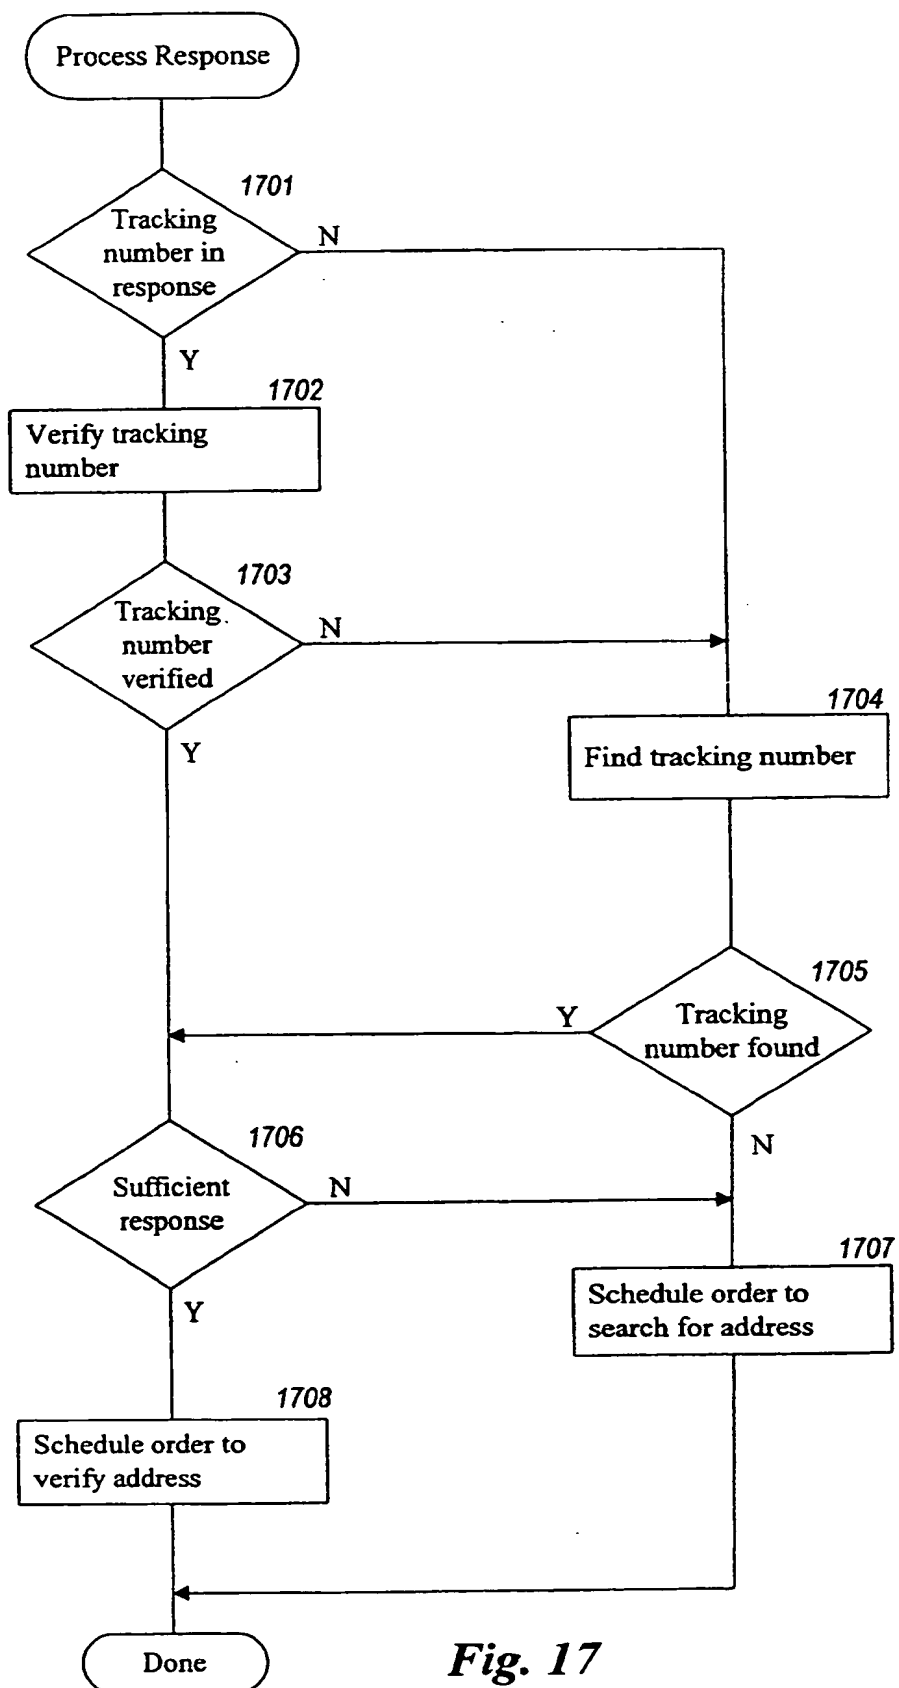 Process Response
1701
Tracking
number in
response
N
Y
1702
Verify tracking
number
1703
Tracking
number
verified
N
Y
1704
Find tracking number
1705
Tracking
number found
Y
N
1706
Sufficient
response
N
Y
1707
Schedule order to
search for address
1708
Schedule order to
verify address
Done
Fig. 17